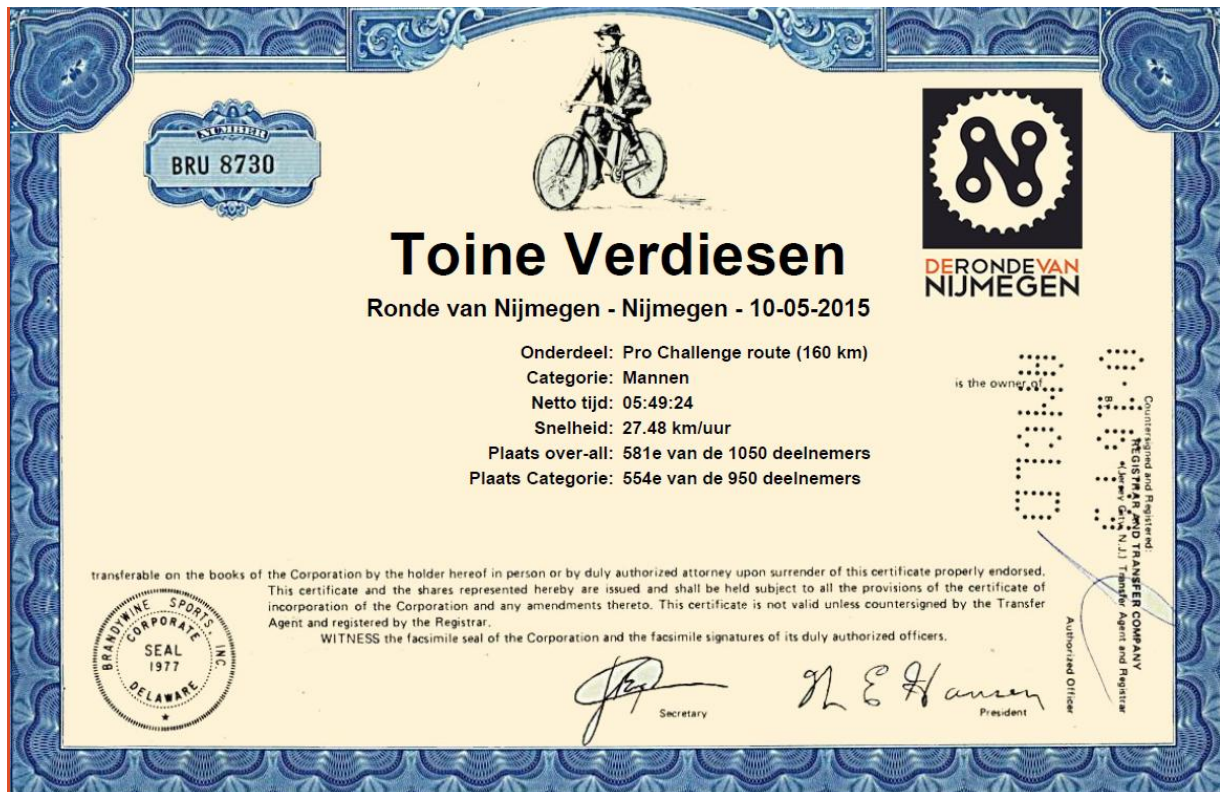 NUMBER
BRU 8730
Toine Verdiesen
DERONDEVAN
NIJMEGEN
Ronde van Nijmegen - Nijmegen - 10-05-2015
Onderdeel: Pro Challenge route (160 km)
Categorie: Mannen
Netto tijd: 05:49:24
Snelheid: 27.48 km/uur
Plaats over-all: 581e van de 1050 deelnemers
Plaats Categorie: 554e van de 950 deelnemers
is the owner of
Countersigned and Registered:
REGISTRAR AND TRANSFER COMPANY
(Jersey City, N.J.) Transfer Agent and Registrar
By
Authorized Officer
transferable on the books of the Corporation by the holder hereof in person or by duly authorized attorney upon surrender of this certificate properly endorsed.
This certificate and the shares represented hereby are issued and shall be held subject to all the provisions of the certificate of
incorporation of the Corporation and any amendments thereto. This certificate is not valid unless countersigned by the Transfer
Agent and registered by the Registrar.
WITNESS the facsimile seal of the Corporation and the facsimile signatures of its duly authorized officers.
BRANDYWINE SPORTS, INC.
CORPORATE
SEAL
1977
DELAWARE
Secretary
N E Hansen
President